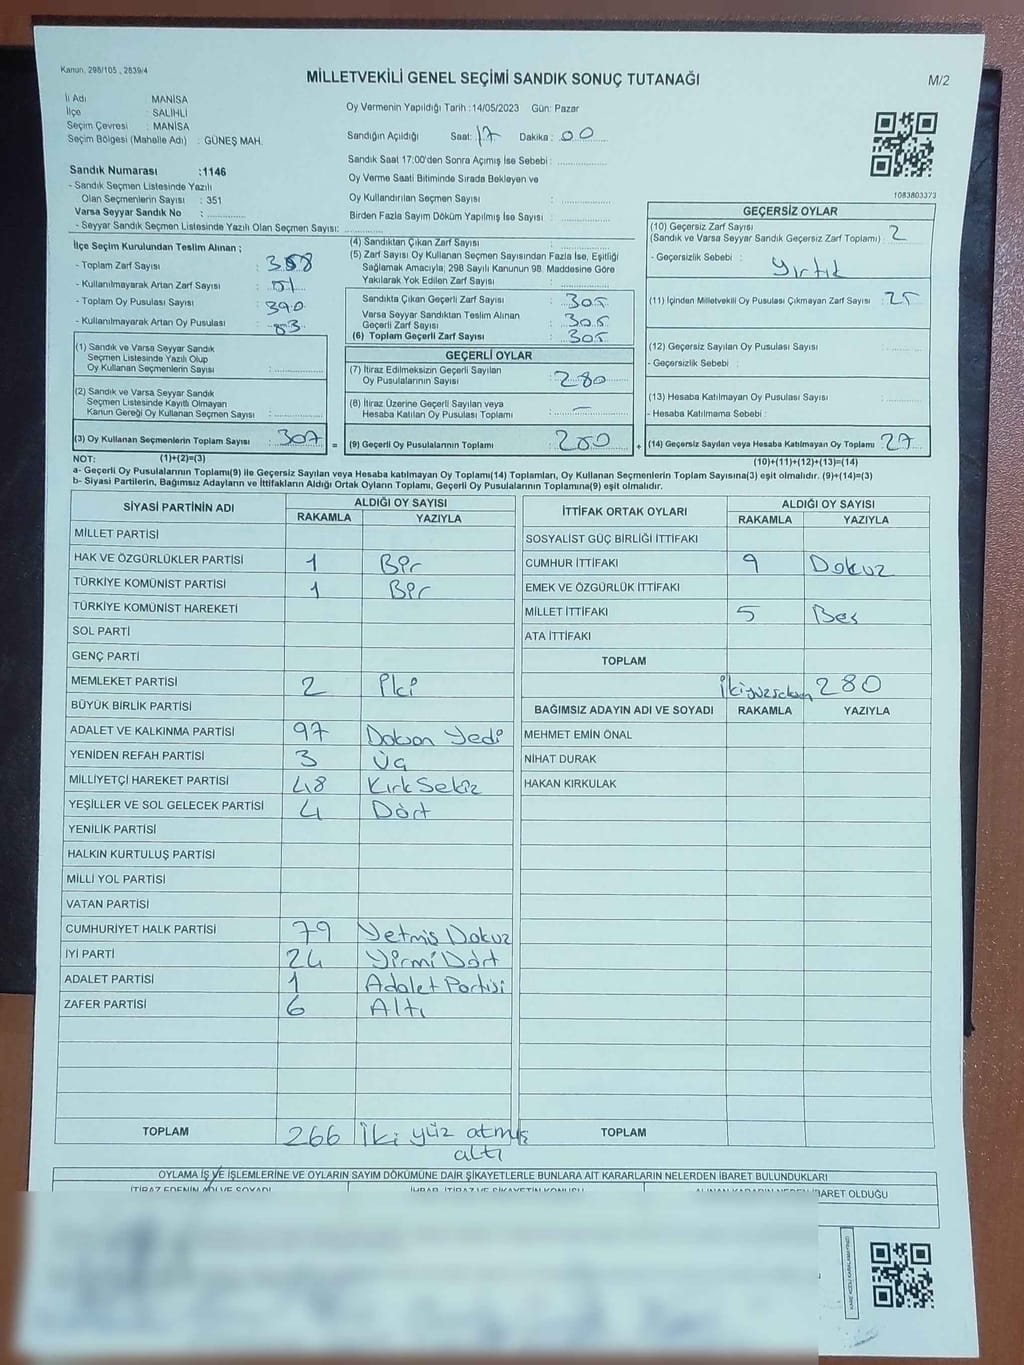 Kanun, 298/105 , 2839/4
MİLLETVEKİLİ GENEL SEÇİMİ SANDIK SONUÇ TUTANAĞI
M/2
İl Adı MANİSA
İlçe : SALİHLİ
Seçim Çevresi : MANİSA
Seçim Bölgesi (Mahalle Adı) : GÜNEŞ MAH.
Oy Vermenin Yapıldığı Tarih :14/05/2023 Gün: Pazar
Sandığın Açıldığı Saat: 17 Dakika : 00
Sandık Saat 17:00'den Sonra Açımış İse Sebebi :
Oy Verme Saati Bitiminde Sırada Bekleyen ve
Oy Kullandırılan Seçmen Sayısı :
Birden Fazla Sayım Döküm Yapılmış İse Sayısı :
1083803373
Sandık Numarası :1146
- Sandık Seçmen Listesinde Yazılı
Olan Seçmenlerin Sayısı : 351
Varsa Seyyar Sandık No :
- Seyyar Sandık Seçmen Listesinde Yazılı Olan Seçmen Sayısı:
İlçe Seçim Kurulundan Teslim Alınan ;
- Toplam Zarf Sayısı : 358
- Kullanılmayarak Artan Zarf Sayısı : 51
- Toplam Oy Pusulası Sayısı : 390
- Kullanılmayarak Artan Oy Pusulası : 83
(1) Sandık ve Varsa Seyyar Sandık
Seçmen Listesinde Yazılı Olup
Oy Kullanan Seçmenlerin Sayısı :
(2) Sandık ve Varsa Seyyar Sandık
Seçmen Listesinde Kayıtlı Olmayan
Kanun Gereği Oy Kullanan Seçmen Sayısı :
(3) Oy Kullanan Seçmenlerin Toplam Sayısı : 307 =
(1)+(2)=(3)
(4) Sandıktan Çıkan Zarf Sayısı :
(5) Zarf Sayısı Oy Kullanan Seçmen Sayısından Fazla İse, Eşitliği
Sağlamak Amacıyla; 298 Sayılı Kanunun 98. Maddesine Göre
Yakılarak Yok Edilen Zarf Sayısı :
Sandıkta Çıkan Geçerli Zarf Sayısı : 305
Varsa Seyyar Sandıktan Teslim Alınan
Geçerli Zarf Sayısı : 305
(6) Toplam Geçerli Zarf Sayısı : 305
GEÇERLİ OYLAR
(7) İtiraz Edilmeksizin Geçerli Sayılan
Oy Pusulalarının Sayısı : 280
(8) İtiraz Üzerine Geçerli Sayılan veya
Hesaba Katılan Oy Pusulası Toplamı : —
(9) Geçerli Oy Pusulalarının Toplamı : 280 +
GEÇERSİZ OYLAR
(10) Geçersiz Zarf Sayısı
(Sandık ve Varsa Seyyar Sandık Geçersiz Zarf Toplamı) : 2
- Geçersizlik Sebebi : Yırtık
(11) İçinden Milletvekili Oy Pusulası Çıkmayan Zarf Sayısı : 25
(12) Geçersiz Sayılan Oy Pusulası Sayısı :
- Geçersizlik Sebebi :
(13) Hesaba Katılmayan Oy Pusulası Sayısı :
- Hesaba Katılmama Sebebi :
(14) Geçersiz Sayılan veya Hesaba Katılmayan Oy Toplamı : 27
(10)+(11)+(12)+(13)=(14)
NOT:
a- Geçerli Oy Pusulalarının Toplamı(9) ile Geçersiz Sayılan veya Hesaba katılmayan Oy Toplamı(14) Toplamları, Oy Kullanan Seçmenlerin Toplam Sayısına(3) eşit olmalıdır. (9)+(14)=(3)
b- Siyasi Partilerin, Bağımsız Adayların ve İttifakların Aldığı Ortak Oyların Toplamı, Geçerli Oy Pusulalarının Toplamına(9) eşit olmalıdır.
SİYASİ PARTİNİN ADI ALDIĞI OY SAYISI
RAKAMLA YAZIYLA
MİLLET PARTİSİ
HAK VE ÖZGÜRLÜKLER PARTİSİ 1 Bir
TÜRKİYE KOMÜNİST PARTİSİ 1 Bir
TÜRKİYE KOMÜNİST HAREKETİ
SOL PARTİ
GENÇ PARTİ
MEMLEKET PARTİSİ 2 İki
BÜYÜK BİRLİK PARTİSİ
ADALET VE KALKINMA PARTİSİ 97 Doksan Yedi
YENİDEN REFAH PARTİSİ 3 Üç
MİLLİYETÇİ HAREKET PARTİSİ 48 Kırk Sekiz
YEŞİLLER VE SOL GELECEK PARTİSİ 4 Dört
YENİLİK PARTİSİ
HALKIN KURTULUŞ PARTİSİ
MİLLİ YOL PARTİSİ
VATAN PARTİSİ
CUMHURİYET HALK PARTİSİ 79 Yetmiş Dokuz
İYİ PARTİ 24 Yirmi Dört
ADALET PARTİSİ 1 Adalet Partisi
ZAFER PARTİSİ 6 Altı
TOPLAM 266 İki yüz atmış
altı
İTTİFAK ORTAK OYLARI ALDIĞI OY SAYISI
RAKAMLA YAZIYLA
SOSYALİST GÜÇ BİRLİĞİ İTTİFAKI
CUMHUR İTTİFAKI 9 Dokuz
EMEK VE ÖZGÜRLÜK İTTİFAKI
MİLLET İTTİFAKI 5 Beş
ATA İTTİFAKI
TOPLAM
İkiyüzseksen 280
BAĞIMSIZ ADAYIN ADI VE SOYADI RAKAMLA YAZIYLA
MEHMET EMİN ÖNAL
NİHAT DURAK
HAKAN KIRKULAK
TOPLAM
OYLAMA İŞ VE İŞLEMLERİNE VE OYLARIN SAYIM DÖKÜMÜNE DAİR ŞİKAYETLERLE BUNLARA AİT KARARLARIN NELERDEN İBARET BULUNDUKLARI
İTİRAZ EDENİN ADI VE SOYADI İHBAR, İTİRAZ VE ŞİKAYETİN KONUSU ALINAN KARARIN NEDEN İBARET OLDUĞU